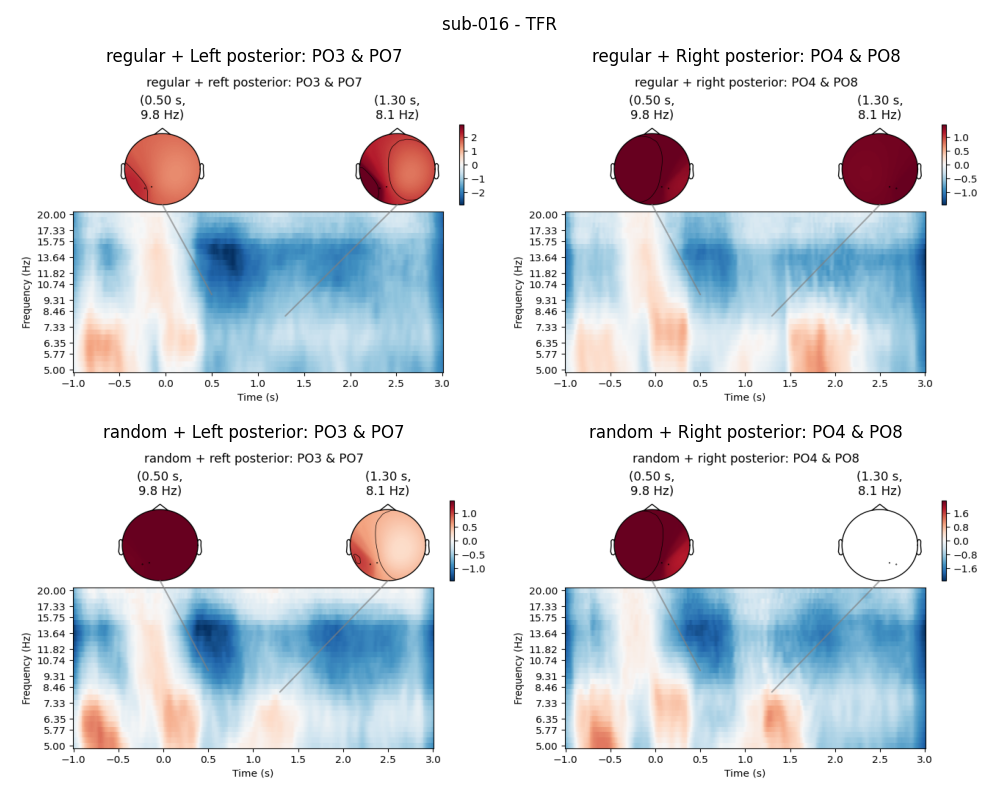 sub-016 - TFR
regular + Left posterior: PO3 & PO7
regular + reft posterior: PO3 & PO7
(0.50 s,
9.8 Hz)
(1.30 s,
8.1 Hz)
2
1
0
−1
−2
20.00
17.33
15.75
13.64
11.82
10.74
9.31
8.46
7.33
6.35
5.77
5.00
Frequency (Hz)
−1.0 −0.5 0.0 0.5 1.0 1.5 2.0 2.5 3.0
Time (s)
regular + Right posterior: PO4 & PO8
regular + right posterior: PO4 & PO8
(0.50 s,
9.8 Hz)
(1.30 s,
8.1 Hz)
1.0
0.5
0.0
−0.5
−1.0
20.00
17.33
15.75
13.64
11.82
10.74
9.31
8.46
7.33
6.35
5.77
5.00
Frequency (Hz)
−1.0 −0.5 0.0 0.5 1.0 1.5 2.0 2.5 3.0
Time (s)
random + Left posterior: PO3 & PO7
random + reft posterior: PO3 & PO7
(0.50 s,
9.8 Hz)
(1.30 s,
8.1 Hz)
1.0
0.5
0.0
−0.5
−1.0
20.00
17.33
15.75
13.64
11.82
10.74
9.31
8.46
7.33
6.35
5.77
5.00
Frequency (Hz)
−1.0 −0.5 0.0 0.5 1.0 1.5 2.0 2.5 3.0
Time (s)
random + Right posterior: PO4 & PO8
random + right posterior: PO4 & PO8
(0.50 s,
9.8 Hz)
(1.30 s,
8.1 Hz)
1.6
0.8
0.0
−0.8
−1.6
20.00
17.33
15.75
13.64
11.82
10.74
9.31
8.46
7.33
6.35
5.77
5.00
Frequency (Hz)
−1.0 −0.5 0.0 0.5 1.0 1.5 2.0 2.5 3.0
Time (s)